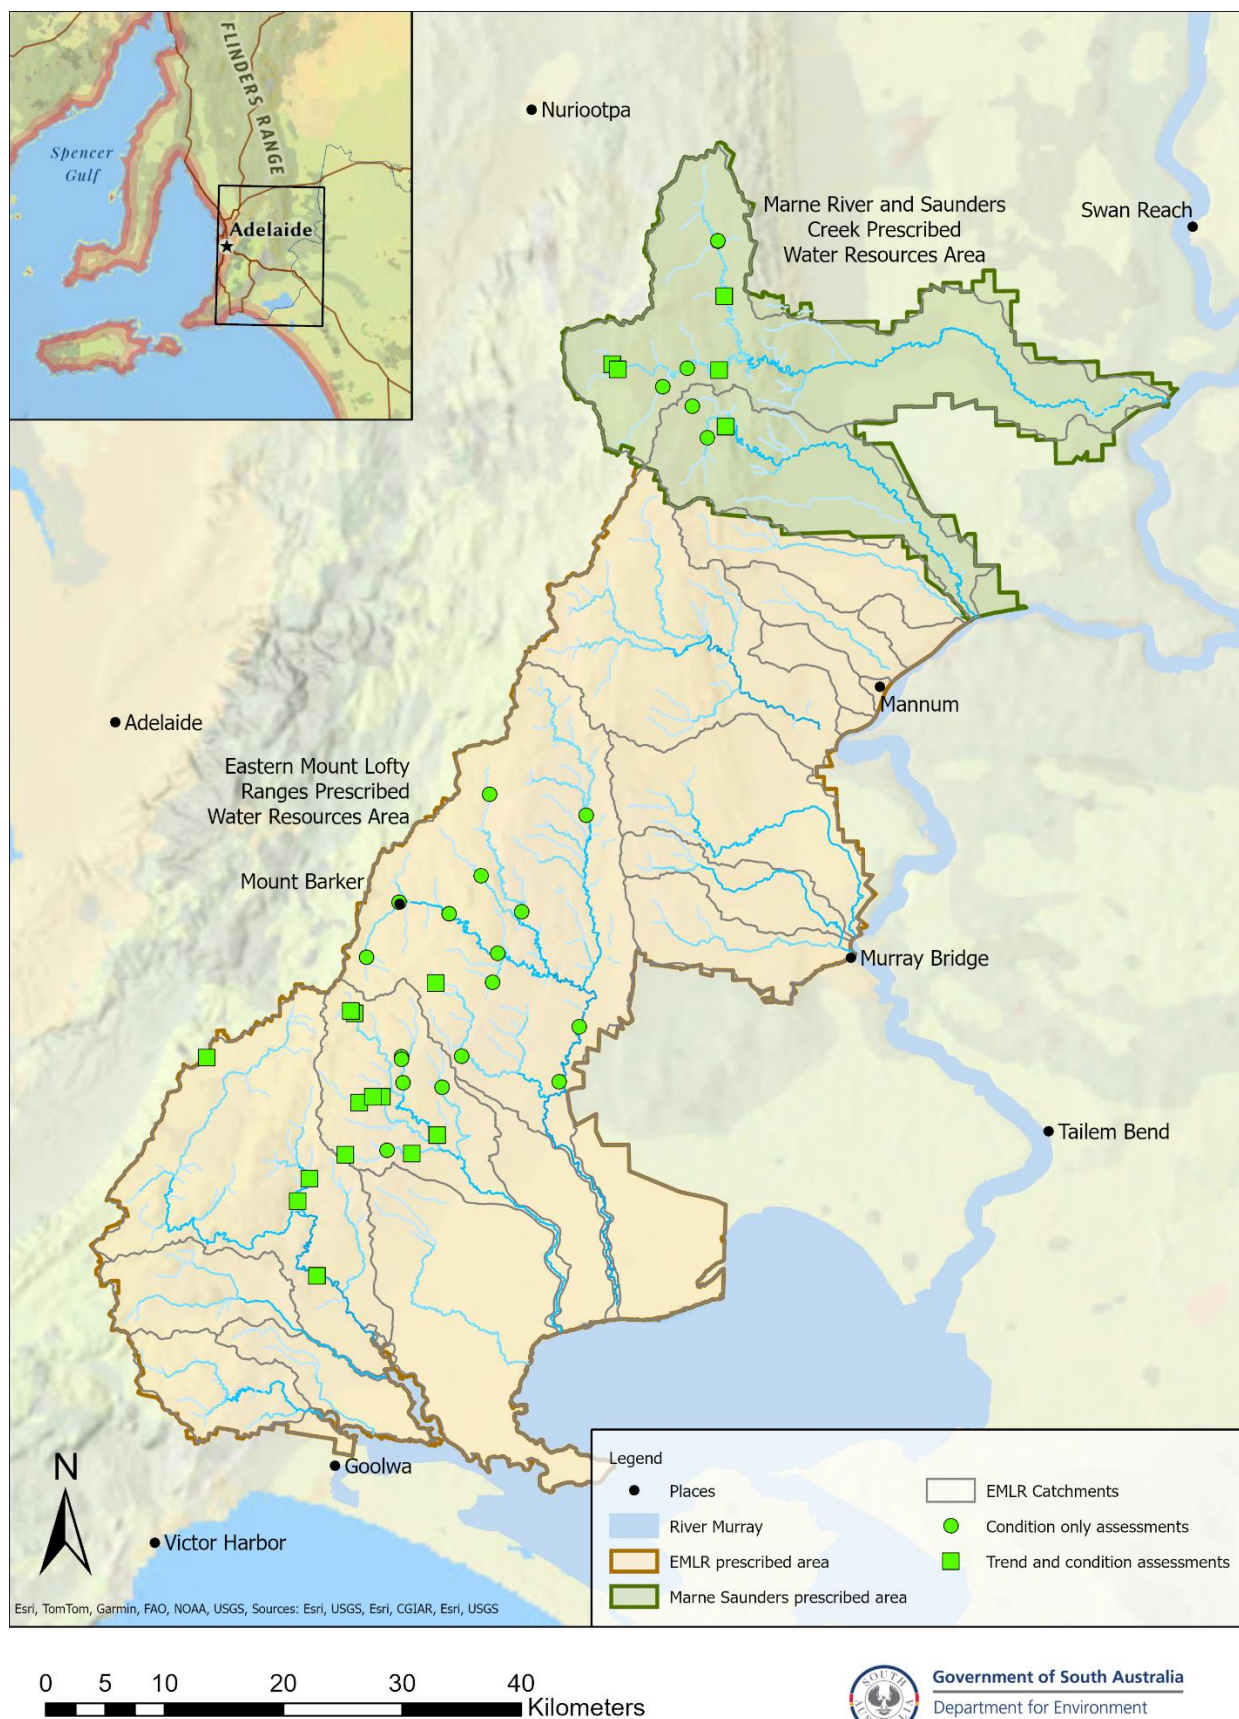 FLINDERS RANGE
Spencer
Gulf
Adelaide
Nuriootpa
Marne River and Saunders
Creek Prescribed
Water Resources Area
Swan Reach
Mannum
Adelaide
Eastern Mount Lofty
Ranges Prescribed
Water Resources Area
Mount Barker
Murray Bridge
Tailem Bend
Goolwa
Victor Harbor
N
Legend
Places
River Murray
EMLR prescribed area
Marne Saunders prescribed area
EMLR Catchments
Condition only assessments
Trend and condition assessments
Esri, TomTom, Garmin, FAO, NOAA, USGS, Sources: Esri, USGS, Esri, CGIAR, Esri, USGS
0 5 10 20 30 40
Kilometers
SOUTH
Government of South Australia
Department for Environment